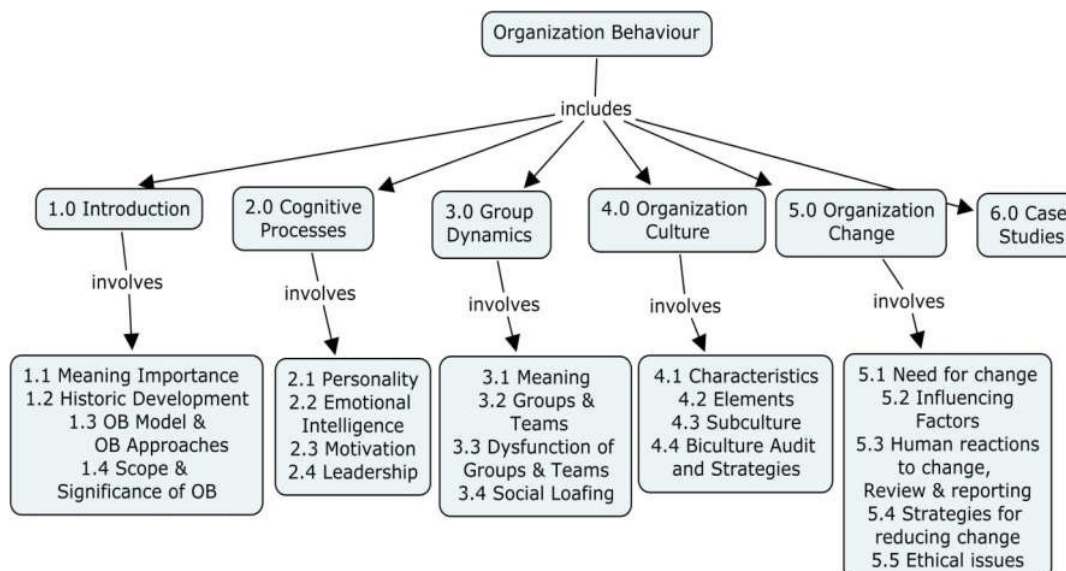 Organization Behaviour
includes
1.0 Introduction
2.0 Cognitive
Processes
3.0 Group
Dynamics
4.0 Organization
Culture
5.0 Organization
Change
6.0 Case
Studies
involves
involves
involves
involves
involves
1.1 Meaning Importance
1.2 Historic Development
1.3 OB Model &
OB Approaches
1.4 Scope &
Significance of OB
2.1 Personality
2.2 Emotional
Intelligence
2.3 Motivation
2.4 Leadership
3.1 Meaning
3.2 Groups &
Teams
3.3 Dysfunction of
Groups & Teams
3.4 Social Loafing
4.1 Characteristics
4.2 Elements
4.3 Subculture
4.4 Biculture Audit
and Strategies
5.1 Need for change
5.2 Influencing
Factors
5.3 Human reactions
to change,
Review & reporting
5.4 Strategies for
reducing change
5.5 Ethical issues